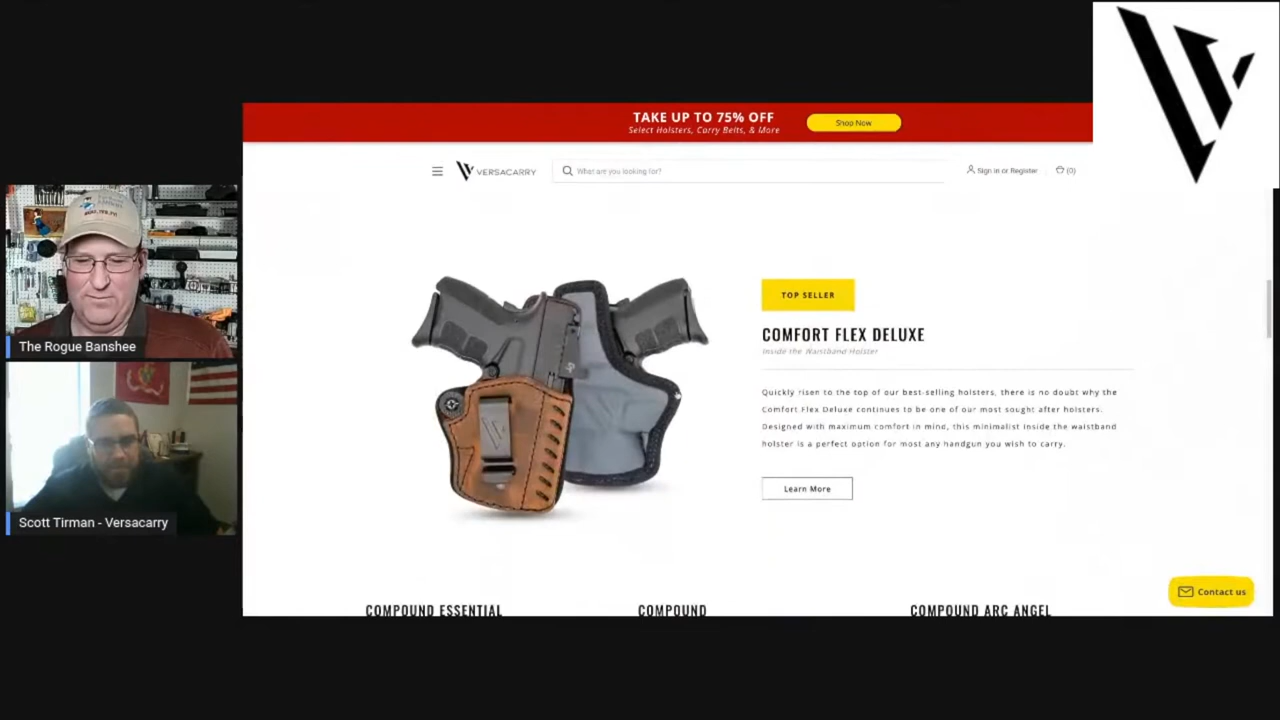 TAKE UP TO 75% OFF
Select Holsters, Carry Belts, & More
Shop Now
VERSACARRY
What are you looking for?
Sign in or Register
(0)
The Rogue Banshee
Scott Tirman - Versacarry
TOP SELLER
COMFORT FLEX DELUXE
Inside the Waistband Holster
Quickly risen to the top of our best-selling holsters, there is no doubt why the
Comfort Flex Deluxe continues to be one of our most sought after holsters.
Designed with maximum comfort in mind, this minimalist inside the waistband
holster is a perfect option for most any handgun you wish to carry.
Learn More
Contact us
COMPOUND ESSENTIAL
COMPOUND
COMPOUND ARC ANGEL